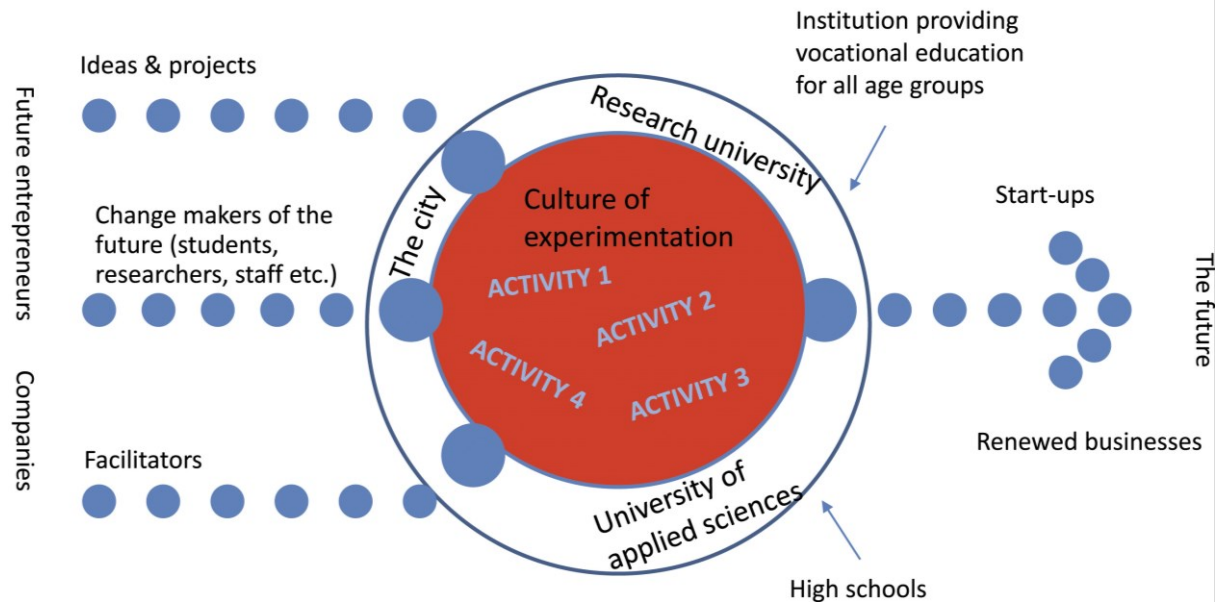 Institution providing
vocational education
for all age groups
Ideas & projects
Future entrepreneurs
Research university
Start-ups
Change makers of the
future (students,
researchers, staff etc.)
The city
Culture of
experimentation
ACTIVITY 1
ACTIVITY 2
ACTIVITY 4
ACTIVITY 3
The future
Companies
Facilitators
Renewed businesses
University of
applied sciences
High schools